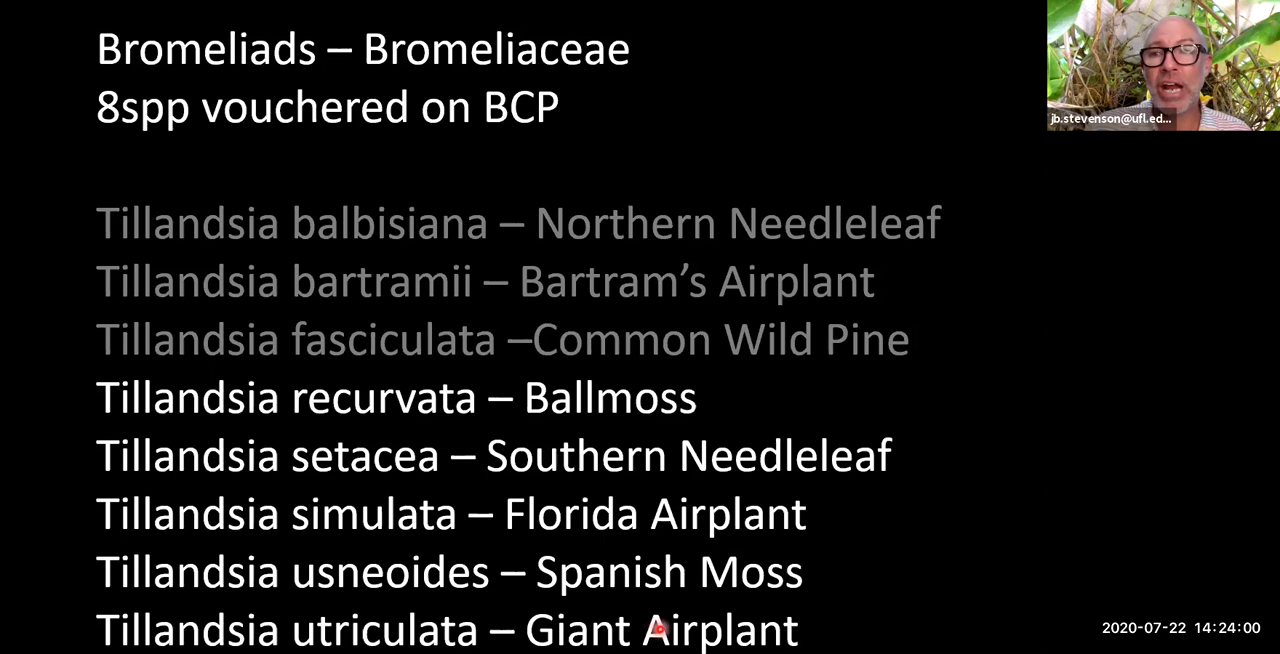 Bromeliads – Bromeliaceae
8spp vouchered on BCP
jb.stevenson@ufl.ed...
Tillandsia balbisiana – Northern Needleleaf
Tillandsia bartramii – Bartram’s Airplant
Tillandsia fasciculata –Common Wild Pine
Tillandsia recurvata – Ballmoss
Tillandsia setacea – Southern Needleleaf
Tillandsia simulata – Florida Airplant
Tillandsia usneoides – Spanish Moss
Tillandsia utriculata – Giant Airplant
2020-07-22 14:24:00